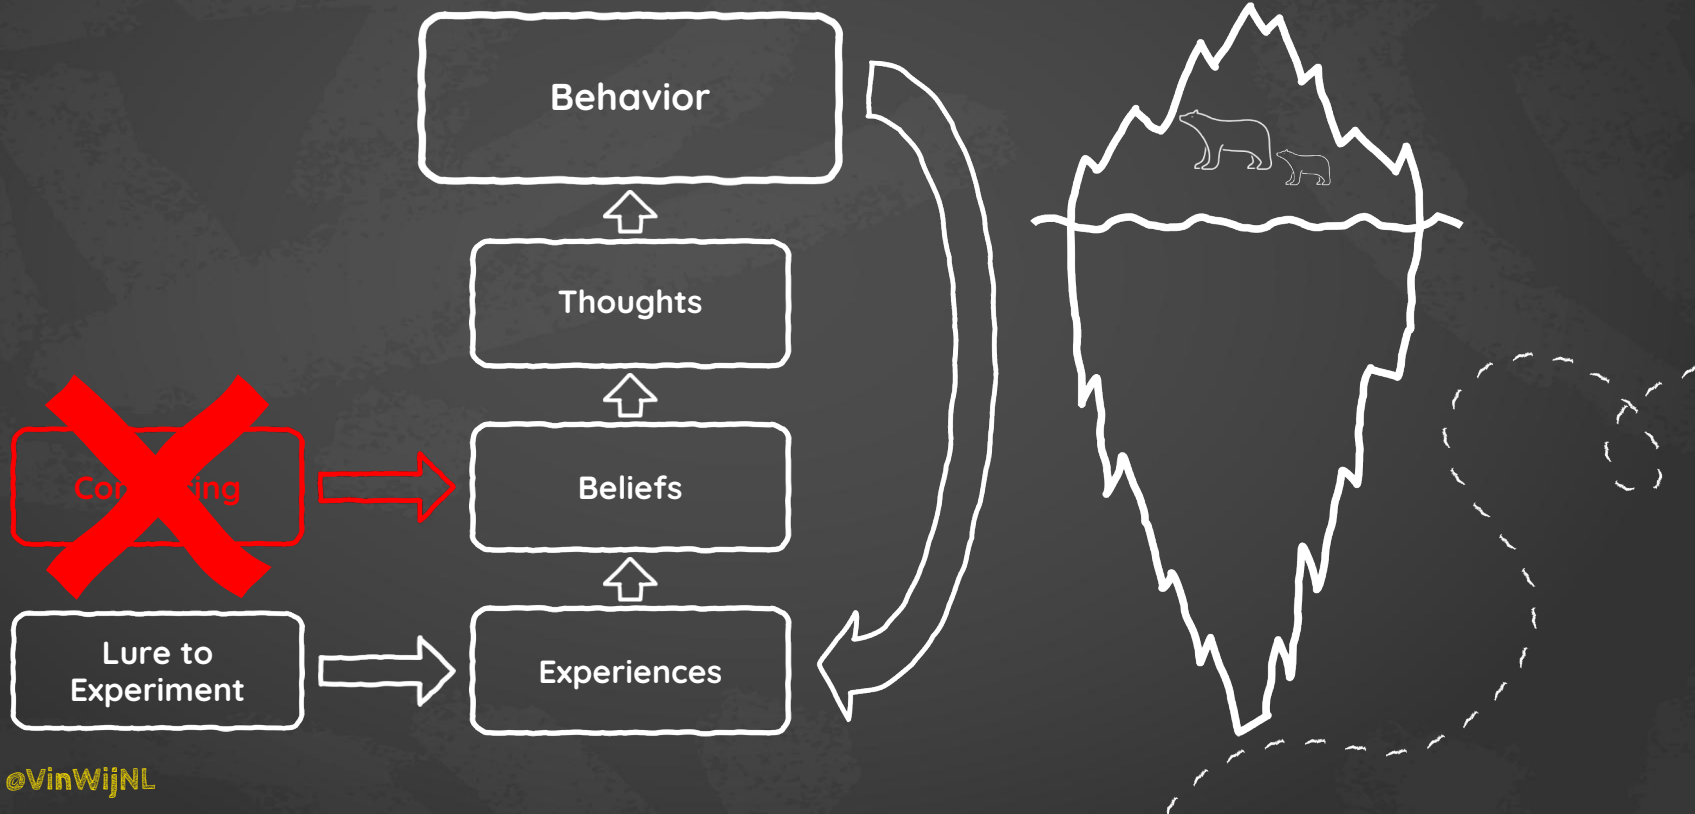 Behavior
Thoughts
Beliefs
Lure to
Experiment
Experiences
@VinWijNL